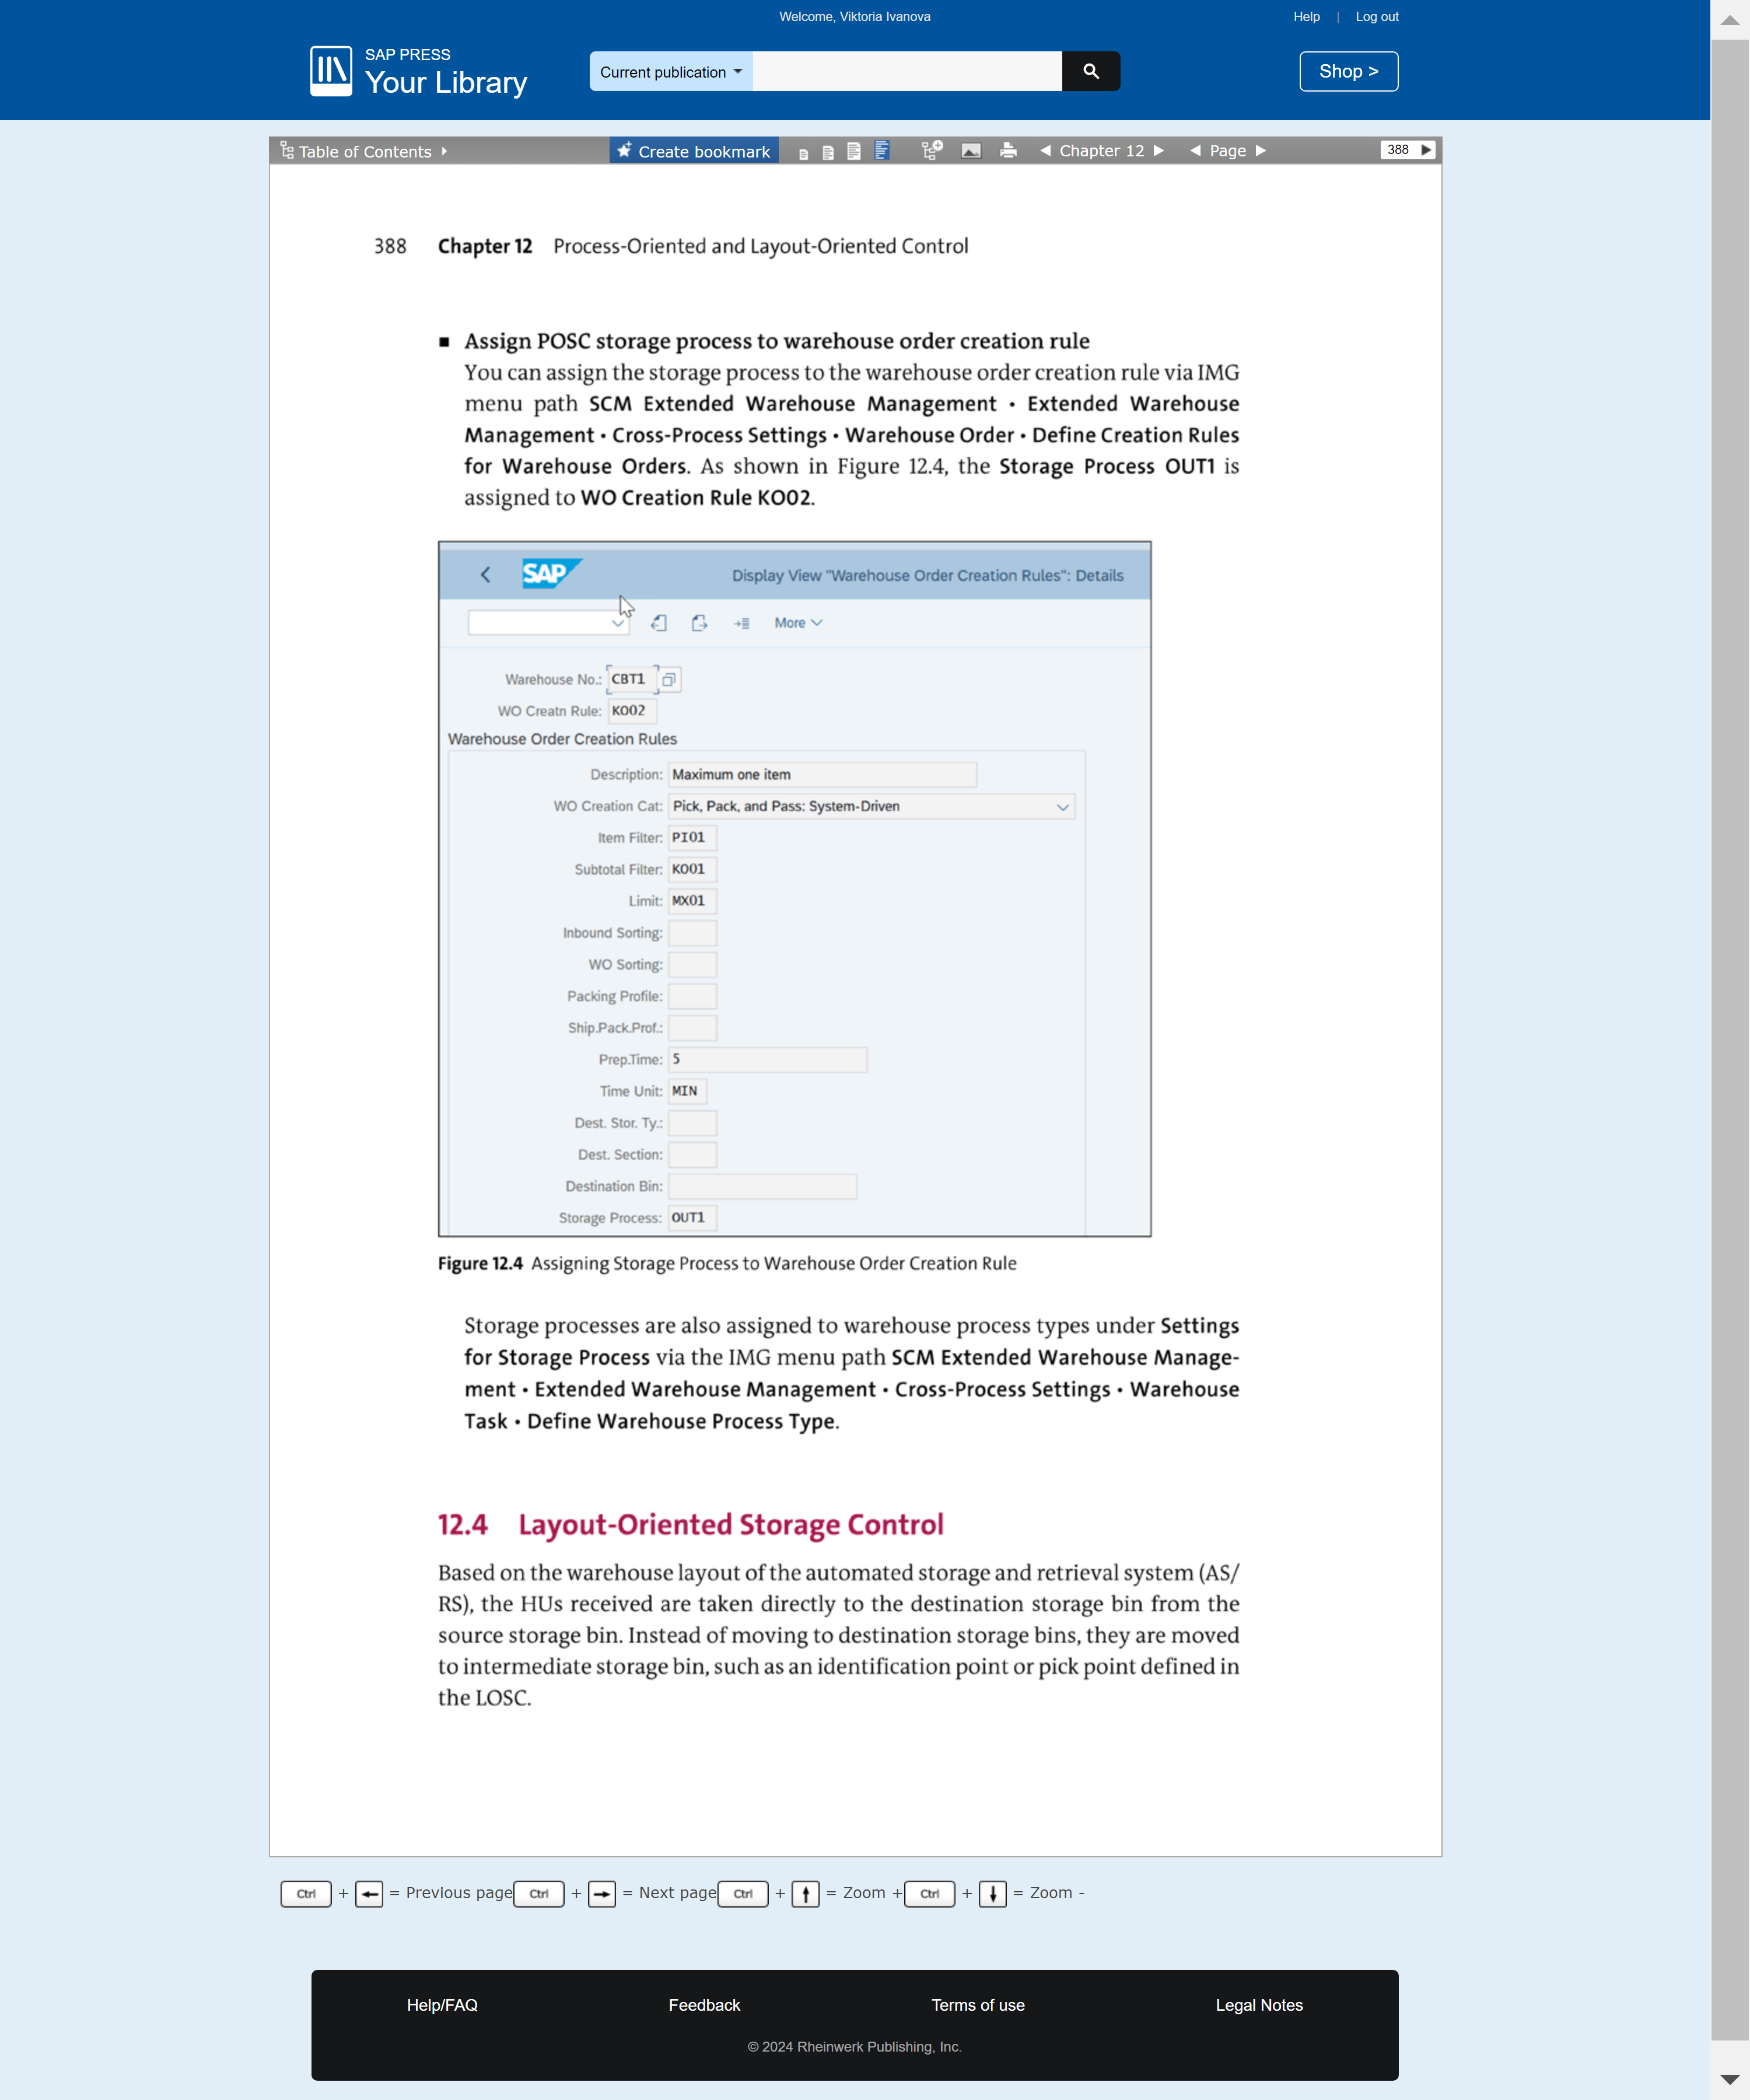 Welcome, Viktoria Ivanova
Help | Log out
SAP PRESS
Your Library
Current publication
Shop >
Table of Contents
Create bookmark
Chapter 12
Page
388
388 Chapter 12 Process-Oriented and Layout-Oriented Control
■ Assign POSC storage process to warehouse order creation rule
You can assign the storage process to the warehouse order creation rule via IMG
menu path SCM Extended Warehouse Management • Extended Warehouse
Management • Cross-Process Settings • Warehouse Order • Define Creation Rules
for Warehouse Orders. As shown in Figure 12.4, the Storage Process OUT1 is
assigned to WO Creation Rule KO02.
SAP
Display View "Warehouse Order Creation Rules": Details
More
Warehouse No.: CBT1
WO Creatn Rule: KO02
Warehouse Order Creation Rules
Description: Maximum one item
WO Creation Cat: Pick, Pack, and Pass: System-Driven
Item Filter: PI01
Subtotal Filter: KO01
Limit: MX01
Inbound Sorting:
WO Sorting:
Packing Profile:
Ship.Pack.Prof.:
Prep.Time: 5
Time Unit: MIN
Dest. Stor. Ty.:
Dest. Section:
Destination Bin:
Storage Process: OUT1
Figure 12.4 Assigning Storage Process to Warehouse Order Creation Rule
Storage processes are also assigned to warehouse process types under Settings
for Storage Process via the IMG menu path SCM Extended Warehouse Manage-
ment • Extended Warehouse Management • Cross-Process Settings • Warehouse
Task • Define Warehouse Process Type.
12.4 Layout-Oriented Storage Control
Based on the warehouse layout of the automated storage and retrieval system (AS/
RS), the HUs received are taken directly to the destination storage bin from the
source storage bin. Instead of moving to destination storage bins, they are moved
to intermediate storage bin, such as an identification point or pick point defined in
the LOSC.
Ctrl + ← = Previous page Ctrl + → = Next page Ctrl + ↑ = Zoom + Ctrl + ↓ = Zoom -
Help/FAQ Feedback Terms of use Legal Notes
© 2024 Rheinwerk Publishing, Inc.